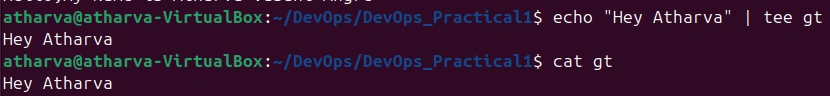 atharva@atharva-VirtualBox:~/DevOps/DevOps_Practical1$ echo "Hey Atharva" | tee gt
Hey Atharva
atharva@atharva-VirtualBox:~/DevOps/DevOps_Practical1$ cat gt
Hey Atharva